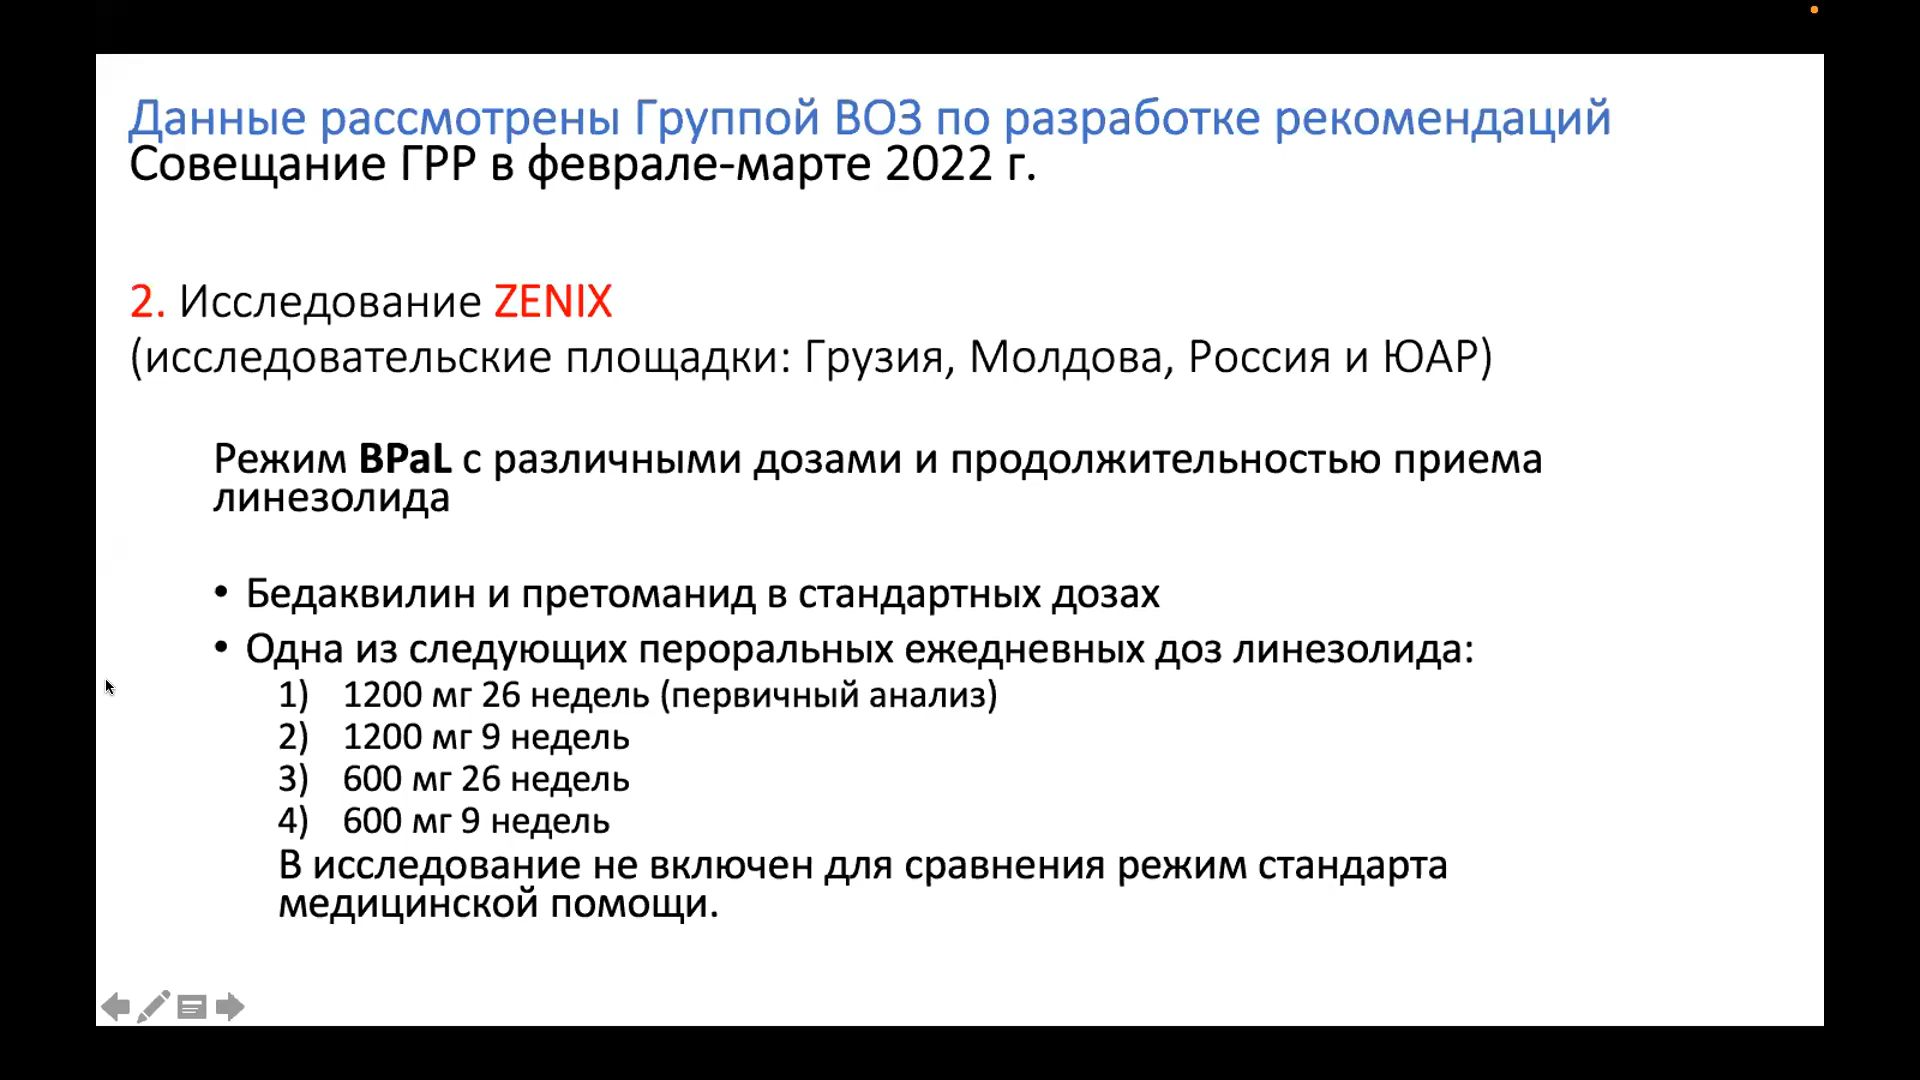 Данные рассмотрены Группой ВОЗ по разработке рекомендаций
Совещание ГРР в феврале-марте 2022 г.
2. Исследование ZENIX
(исследовательские площадки: Грузия, Молдова, Россия и ЮАР)
Режим BPaL с различными дозами и продолжительностью приема
линезолида
• Бедаквилин и претоманид в стандартных дозах
• Одна из следующих пероральных ежедневных доз линезолида:
1) 1200 мг 26 недель (первичный анализ)
2) 1200 мг 9 недель
3) 600 мг 26 недель
4) 600 мг 9 недель
В исследование не включен для сравнения режим стандарта
медицинской помощи.